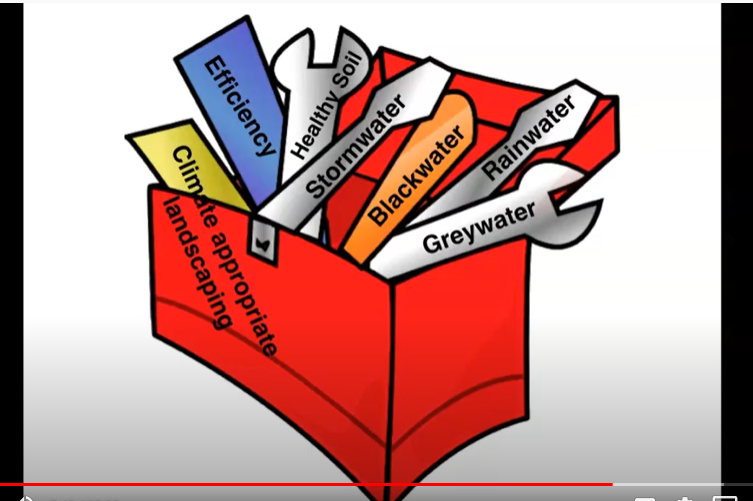 Efficiency
Healthy Soil
Stormwater
Rainwater
Blackwater
Greywater
Climate appropriate
landscaping